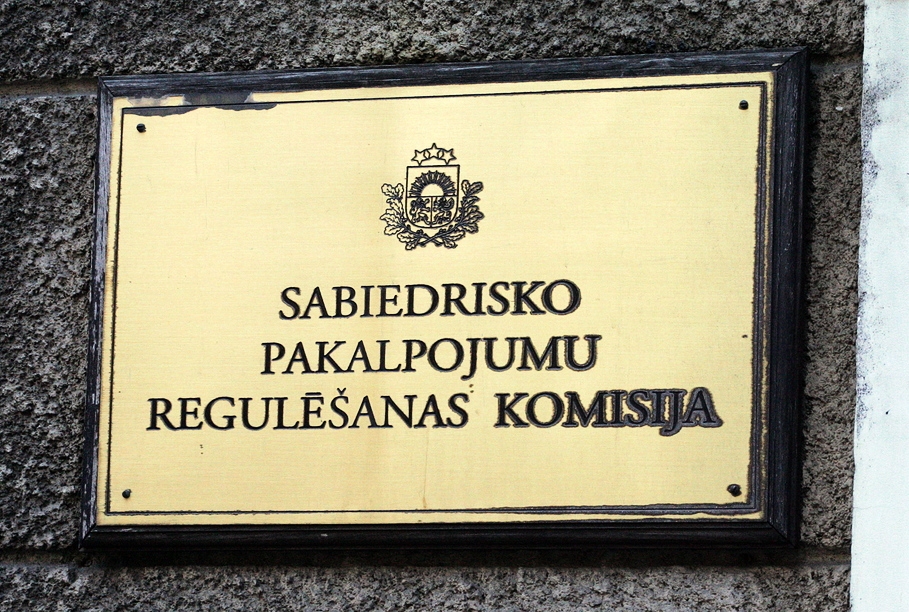 SABIEDRISKO
PAKALPOJUMU
REGULĒŠANAS KOMISIJA